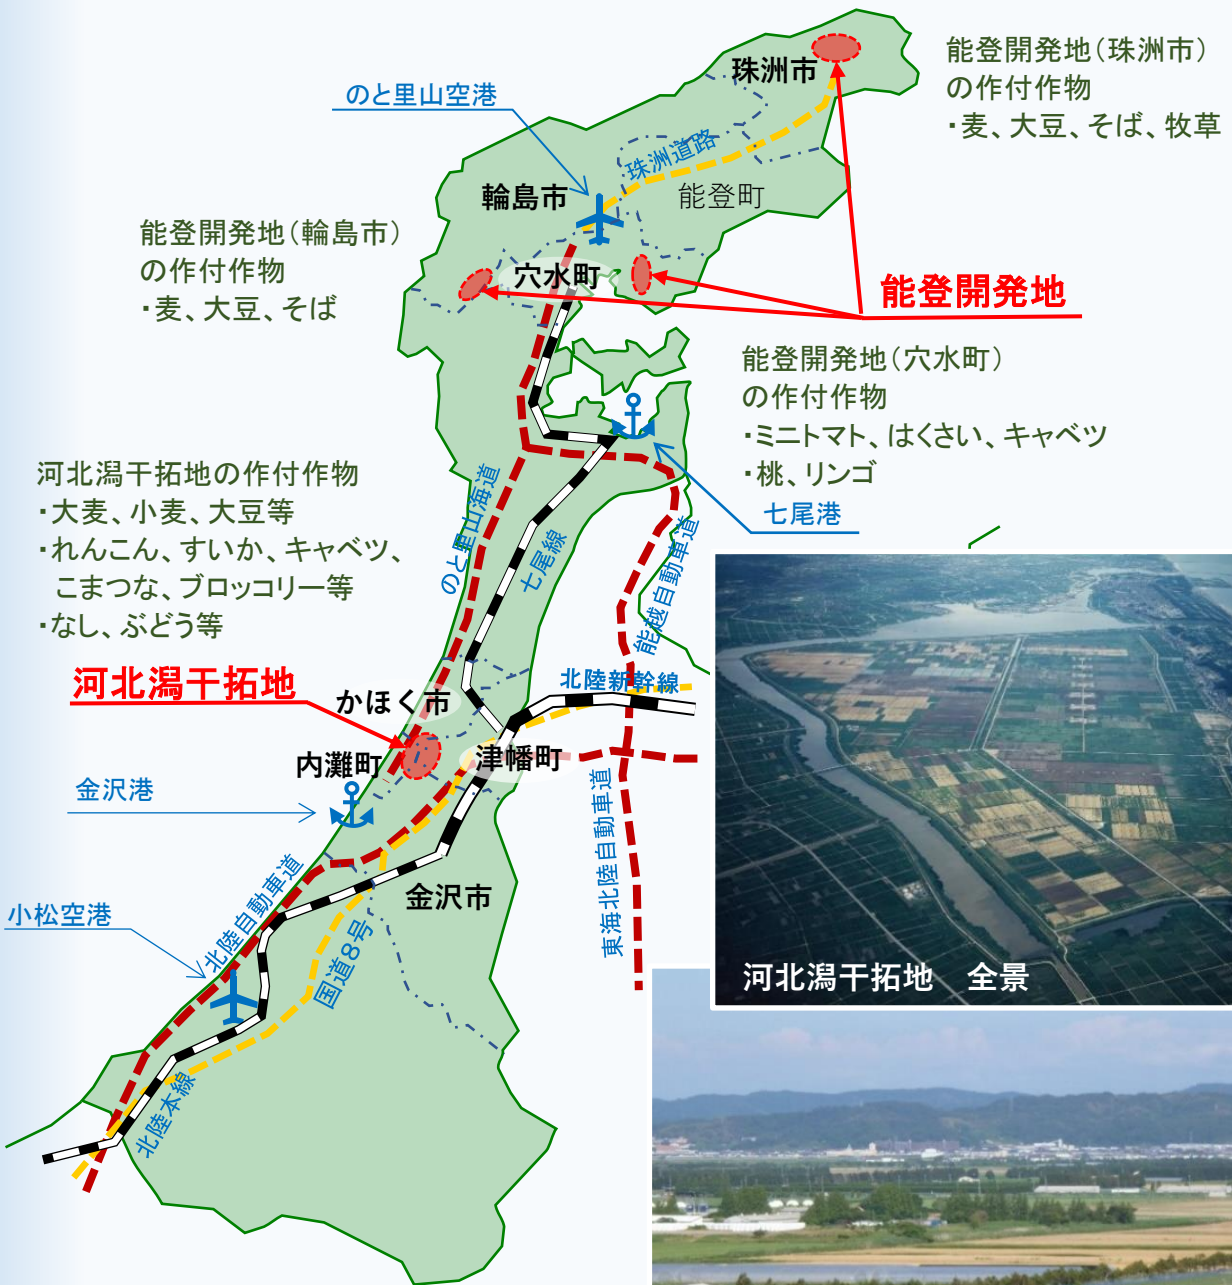 能登開発地(珠洲市)
の作付作物
・麦、大豆、そば、牧草
珠洲市
のと里山空港
珠洲道路
輪島市
能登町
能登開発地(輪島市)
の作付作物
・麦、大豆、そば
穴水町
能登開発地
能登開発地(穴水町)
の作付作物
・ミニトマト、はくさい、キャベツ
・桃、リンゴ
七尾港
河北潟干拓地の作付作物
・大麦、小麦、大豆等
・れんこん、すいか、キャベツ、
こまつな、ブロッコリー等
・なし、ぶどう等
のと里山海道
七尾線
能越自動車道
河北潟干拓地
かほく市
北陸新幹線
内灘町
津幡町
金沢港
東海北陸自動車道
北陸自動車道
金沢市
小松空港
国道8号
北陸本線
河北潟干拓地 全景